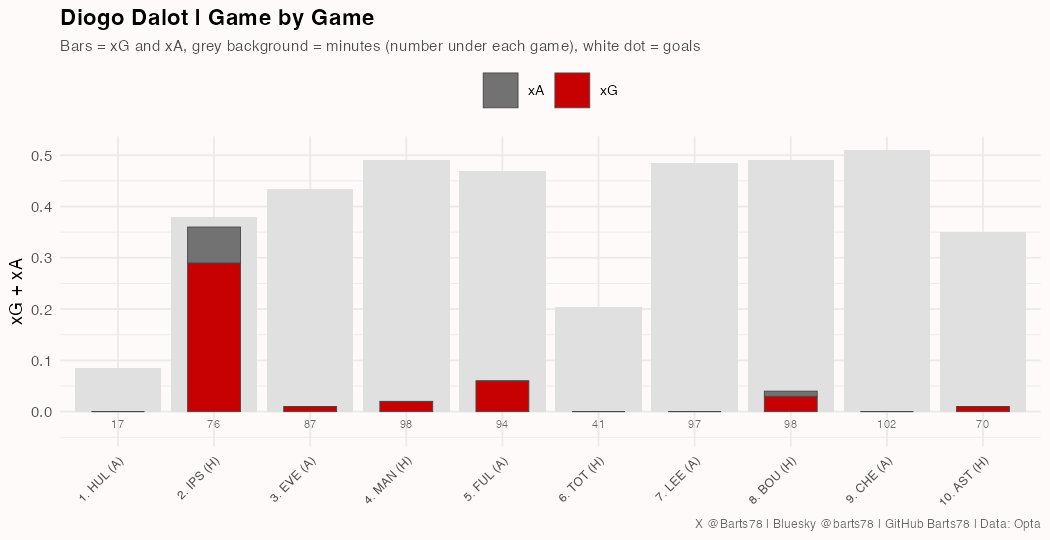 Diogo Dalot | Game by Game
Bars = xG and xA, grey background = minutes (number under each game), white dot = goals
xA xG
xG + xA
0.5
0.4
0.3
0.2
0.1
0.0
17 76 87 98 94 41 97 98 102 70
1. HUL (A) 2. IPS (H) 3. EVE (A) 4. MAN (H) 5. FUL (A) 6. TOT (H) 7. LEE (A) 8. BOU (H) 9. CHE (A) 10. AST (H)
X @Barts78 | Bluesky @barts78 | GitHub Barts78 | Data: Opta